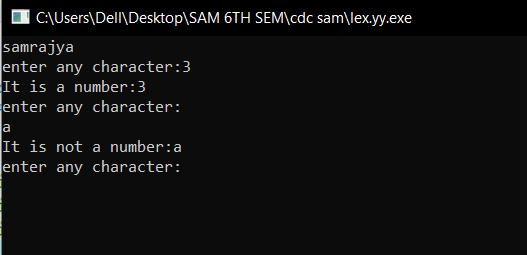 C:\Users\Dell\Desktop\SAM 6TH SEM\cdc sam\lex.yy.exe
samrajya
enter any character:3
It is a number:3
enter any character:
a
It is not a number:a
enter any character: